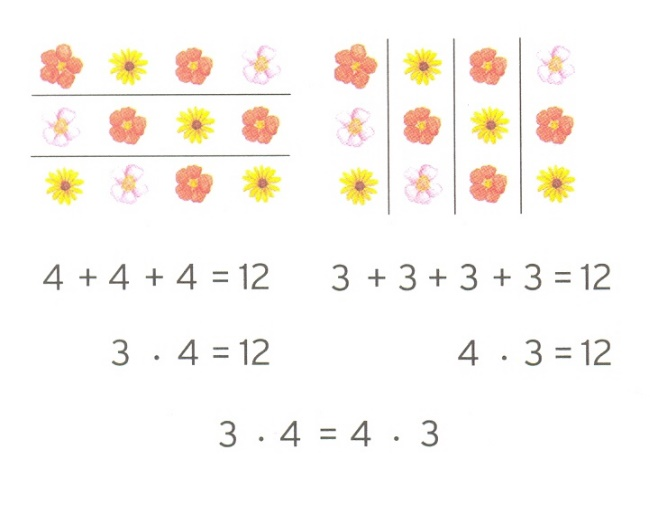 4 + 4 + 4 = 12 3 + 3 + 3 + 3 = 12
3 · 4 = 12 4 · 3 = 12
3 · 4 = 4 · 3